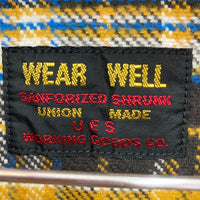 WEAR WELL
SANFORIZED SHRUNK
UNION MADE
UES
WORKING GOODS CO.